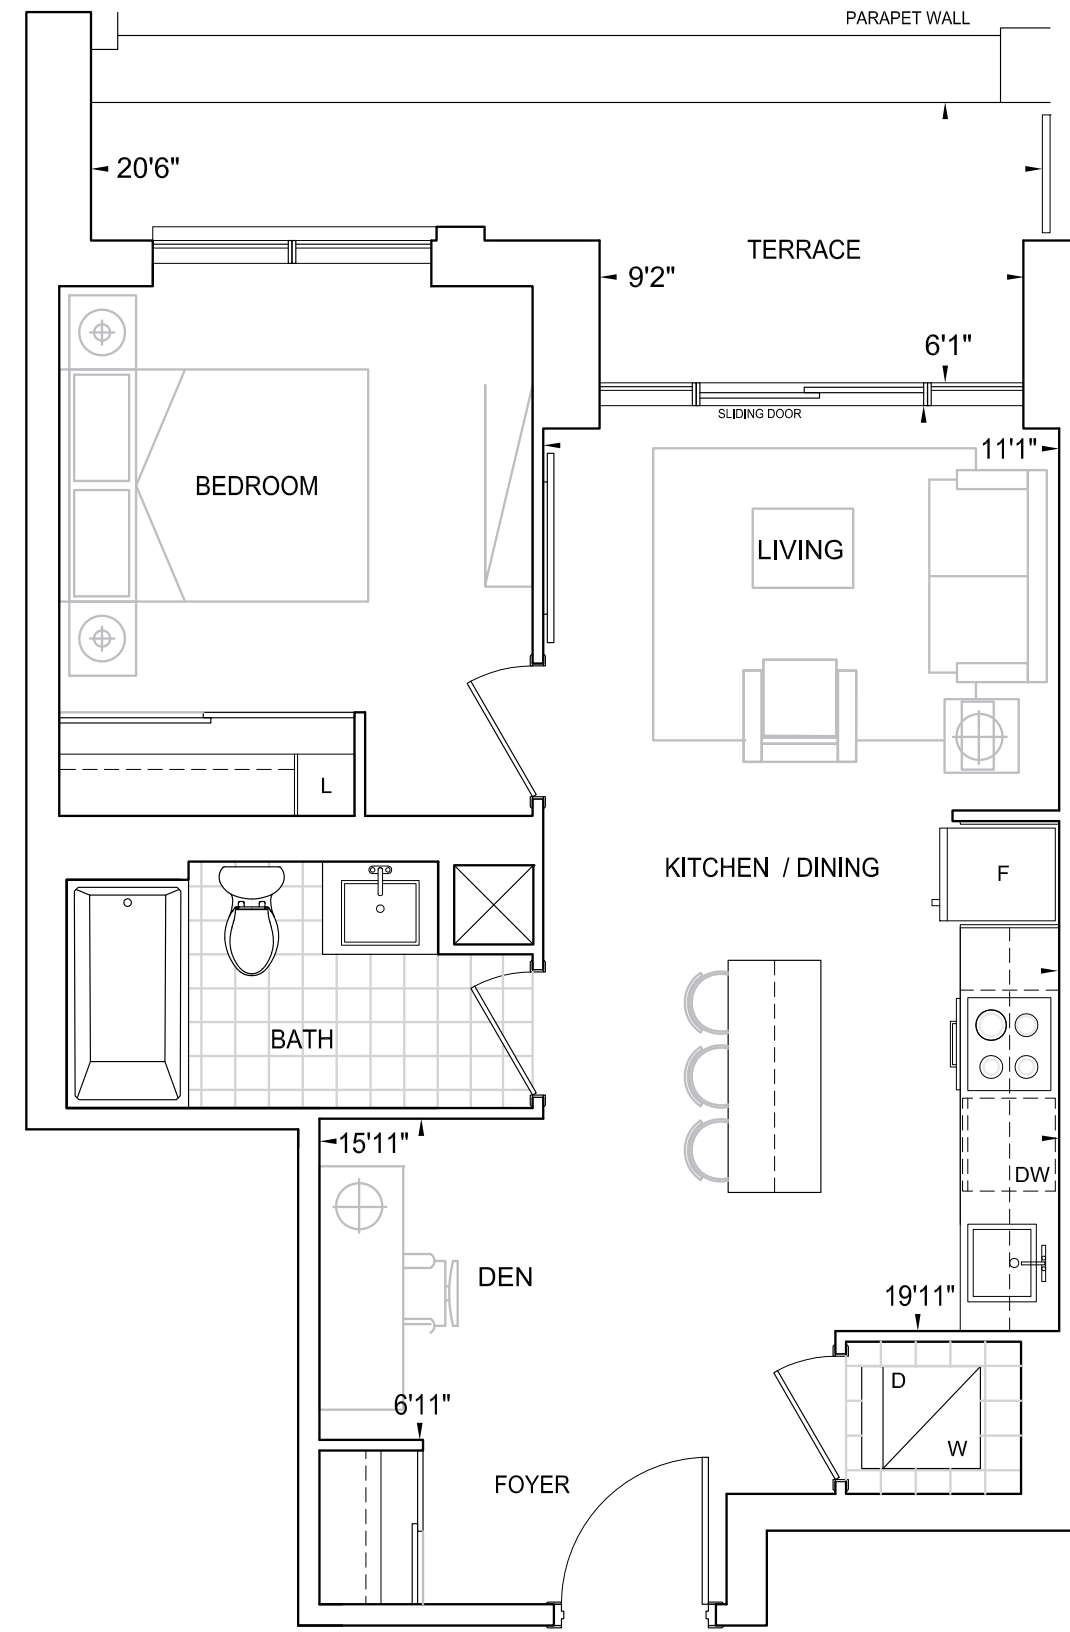 PARAPET WALL
20'6"
TERRACE
9'2"
6'1"
SLIDING DOOR
11'1"
BEDROOM
LIVING
L
KITCHEN / DINING
F
BATH
15'11"
DW
DEN
19'11"
D
6'11"
W
FOYER